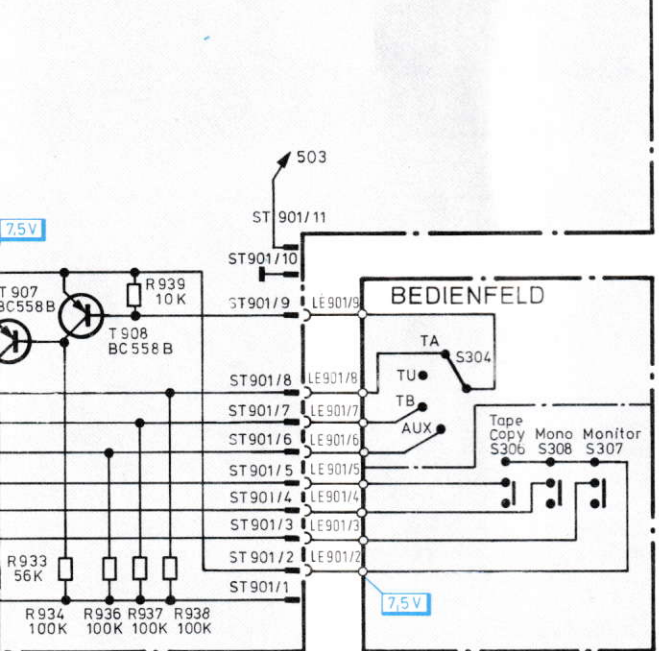 503
ST 901/11
7,5V
ST901/10
T 907
BC558B
R939
10K
ST901/9
LE901/9
BEDIENFELD
T908
BC558B
TA
S304
ST901/8
LE901/8
TU
ST901/7
LE901/7
TB
ST901/6
LE901/6
AUX
Tape
Copy Mono Monitor
S306 S308 S307
ST901/5
LE901/5
ST901/4
LE901/4
ST901/3
LE901/3
ST901/2
LE901/2
R933
56K
ST901/1
7,5V
R934 R936 R937 R938
100K 100K 100K 100K